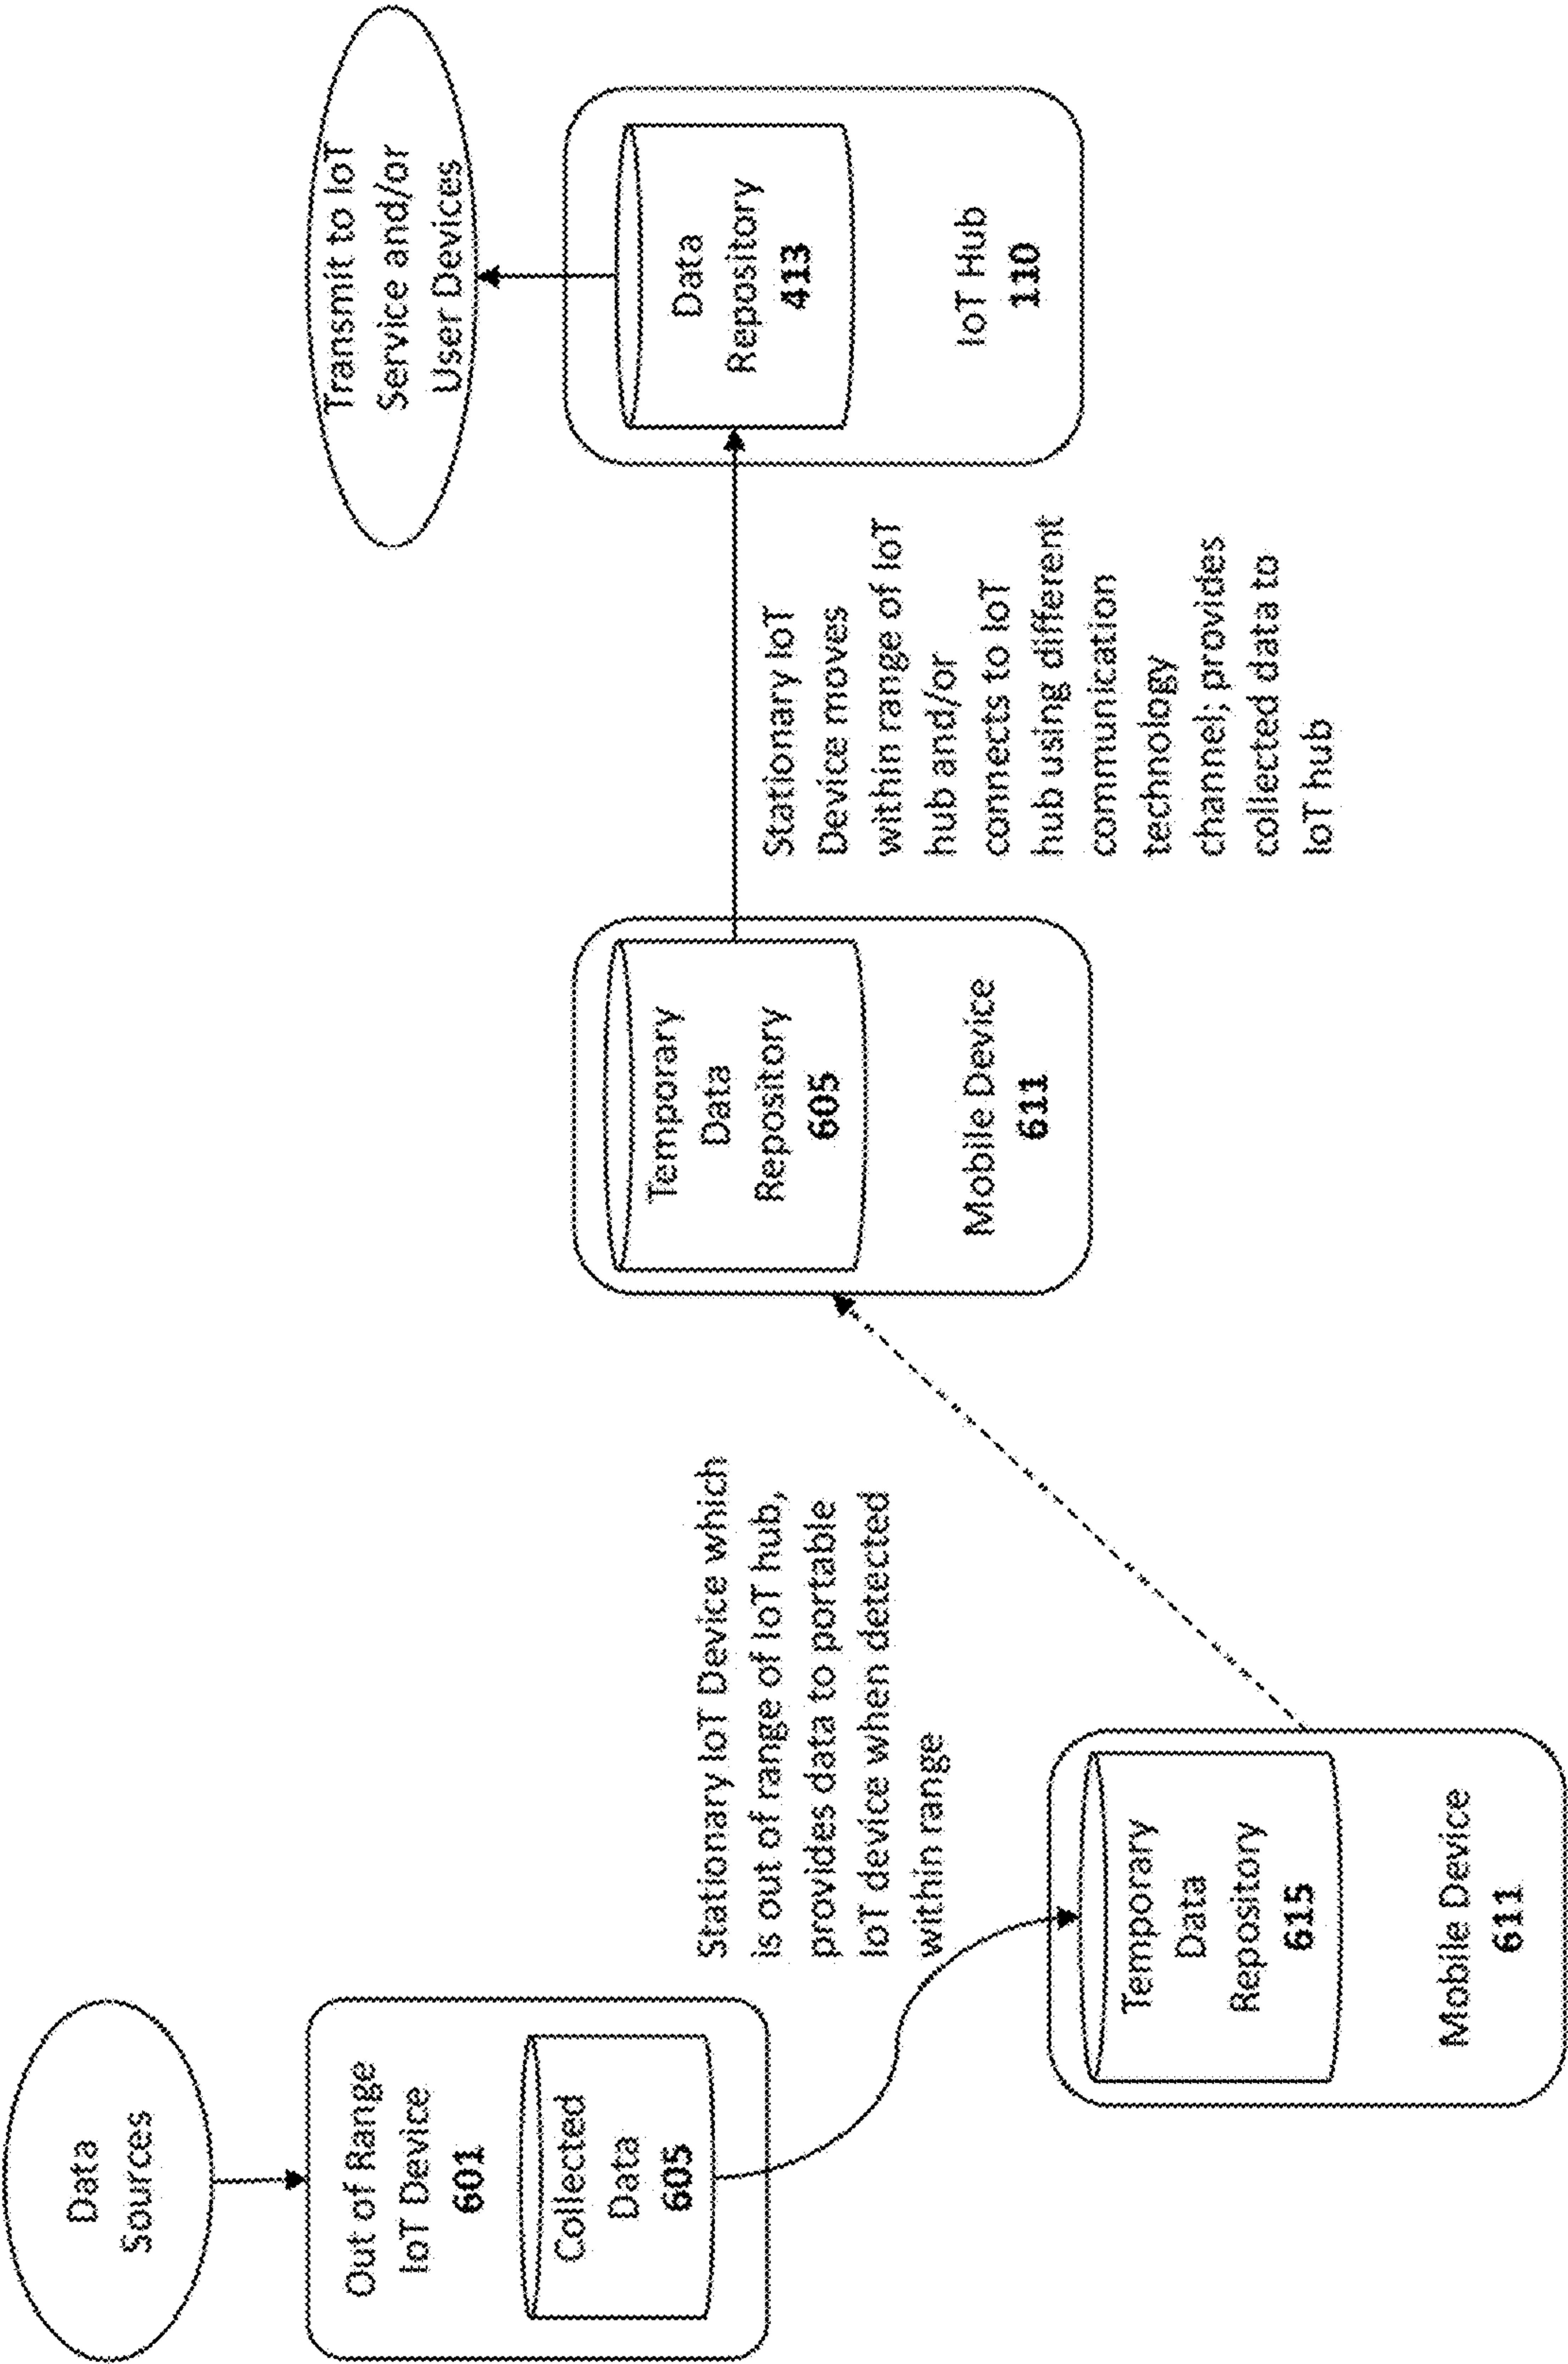 Data
Sources
Out of Range
IoT Device
601
Collected
Data
605
Stationary IoT Device which
is out of range of IoT hub,
provides data to portable
IoT device when detected
within range
Temporary
Data
Repository
615
Mobile Device
611
Temporary
Data
Repository
605
Mobile Device
611
Stationary IoT
Device moves
within range of IoT
hub and/or
connects to IoT
hub using different
communication
technology
channel; provides
collected data to
IoT hub
Transmit to IoT
Service and/or
User Devices
Data
Repository
413
IoT Hub
110